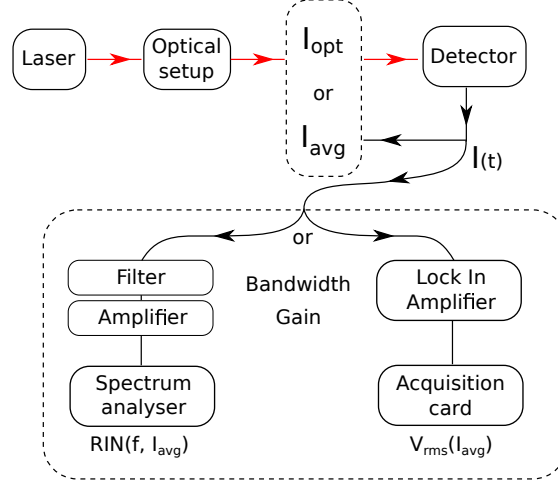 Laser
Optical
setup
I_opt
or
I_avg
Detector
I(t)
or
Filter
Amplifier
Spectrum
analyser
RIN(f, I_avg)
Bandwidth
Gain
Lock In
Amplifier
Acquisition
card
V_rms(I_avg)